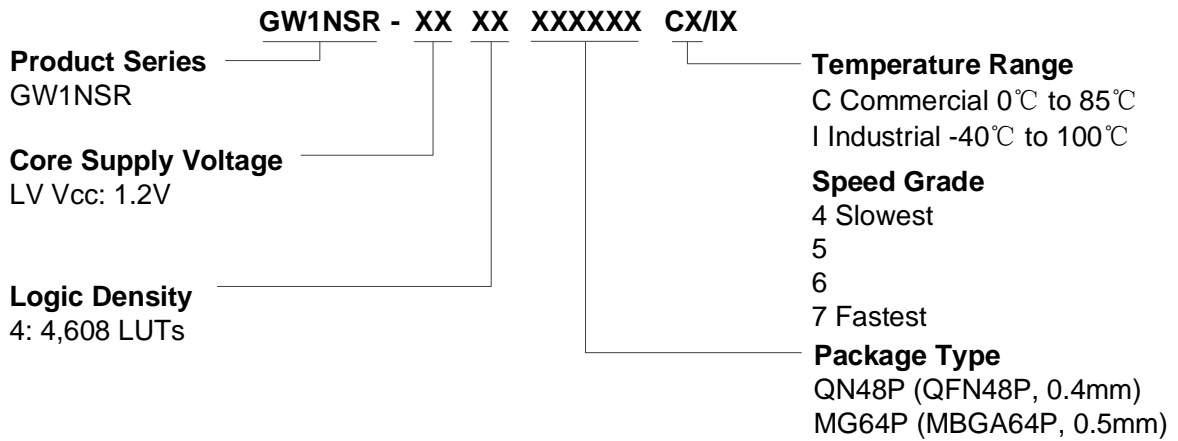 GW1NSR - XX XX XXXXXX CX/IX
Product Series
GW1NSR
Core Supply Voltage
LV Vcc: 1.2V
Logic Density
4: 4,608 LUTs
Temperature Range
C Commercial 0℃ to 85℃
I Industrial -40℃ to 100℃
Speed Grade
4 Slowest
5
6
7 Fastest
Package Type
QN48P (QFN48P, 0.4mm)
MG64P (MBGA64P, 0.5mm)